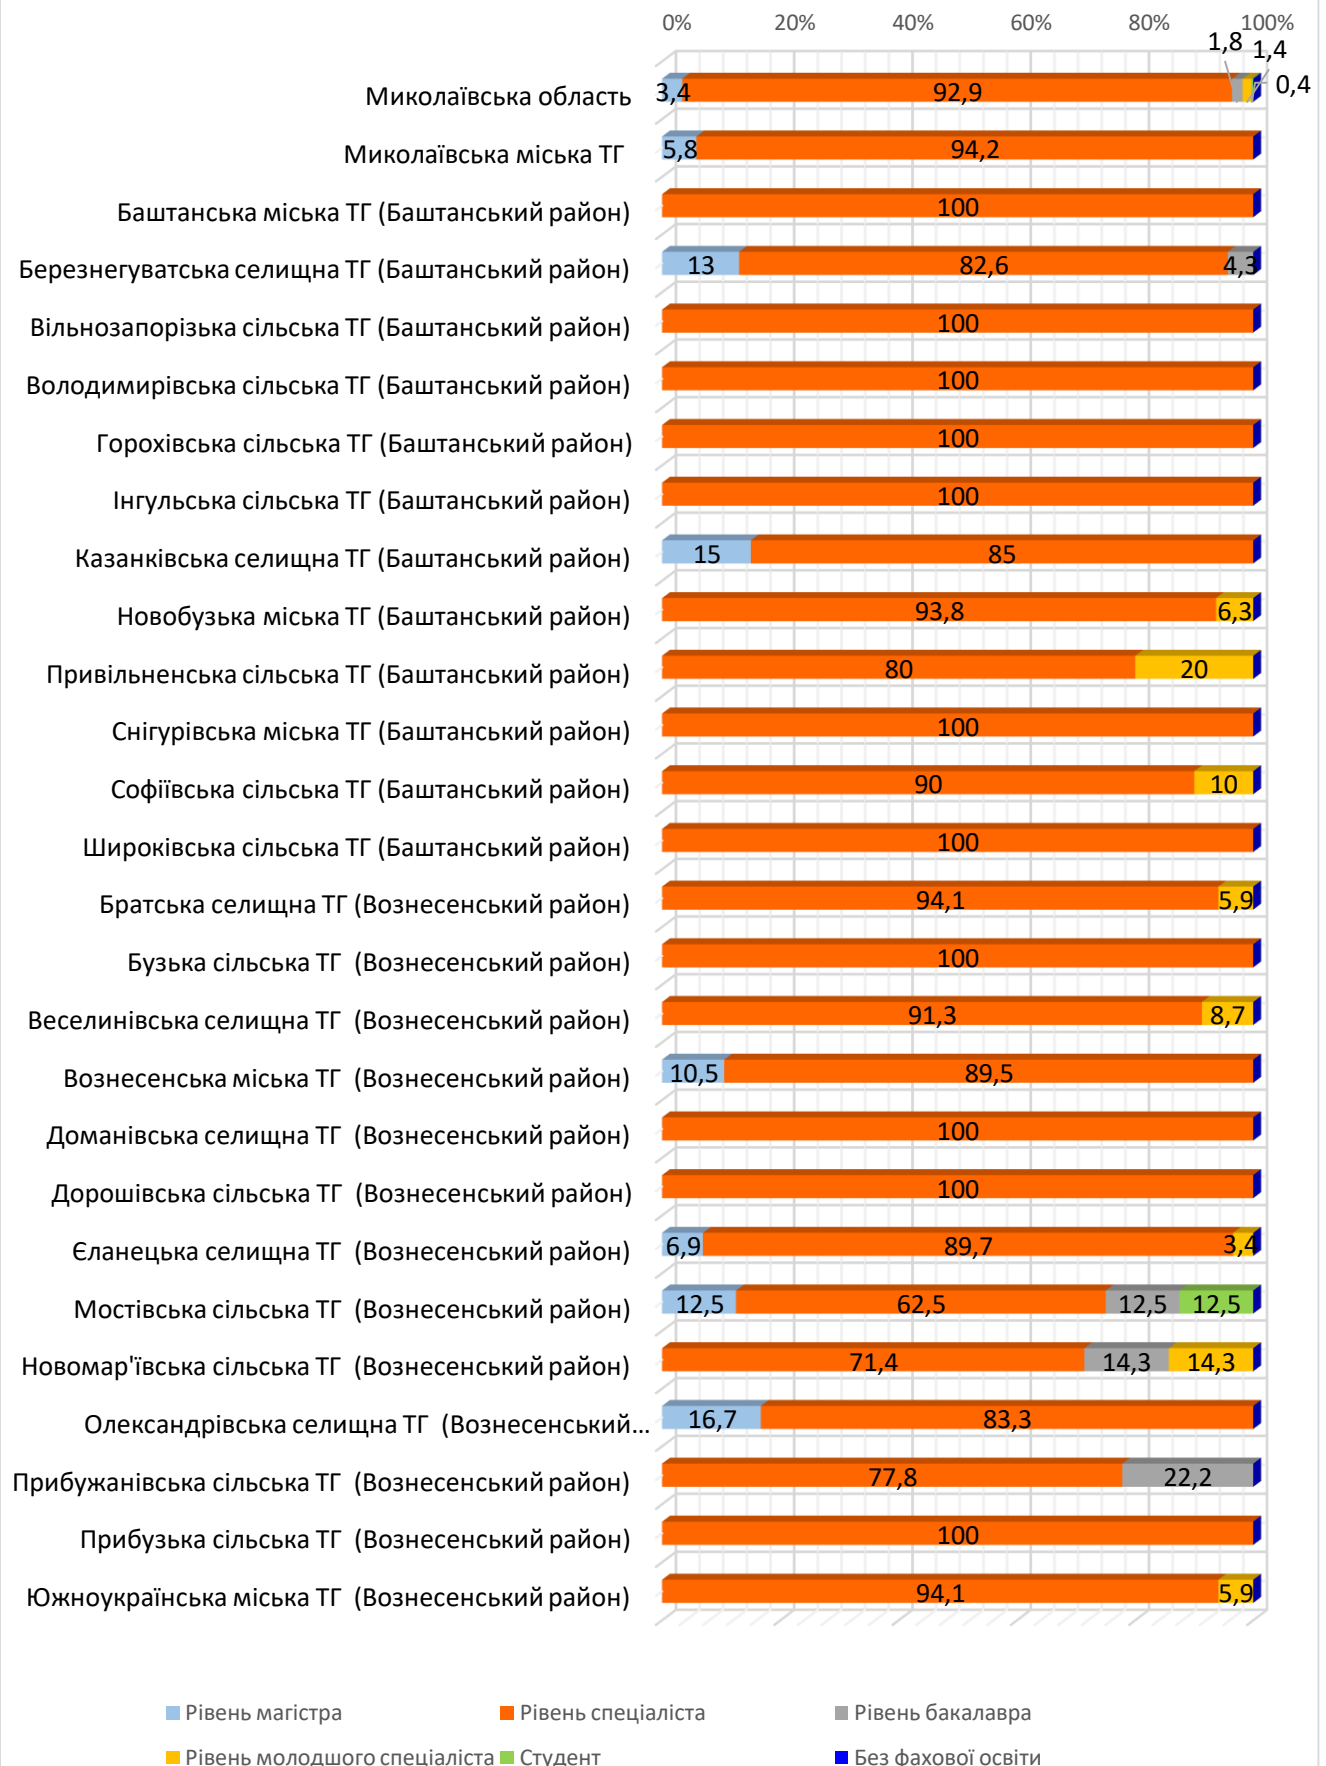 0% 20% 40% 60% 80% 100%
1,8 1,4
Миколаївська область 3,4 92,9 0,4
Миколаївська міська ТГ 5,8 94,2
Баштанська міська ТГ (Баштанський район) 100
Березнегуватська селищна ТГ (Баштанський район) 13 82,6 4,3
Вільнозапорізька сільська ТГ (Баштанський район) 100
Володимирівська сільська ТГ (Баштанський район) 100
Горохівська сільська ТГ (Баштанський район) 100
Інгульська сільська ТГ (Баштанський район) 100
Казанківська селищна ТГ (Баштанський район) 15 85
Новобузька міська ТГ (Баштанський район) 93,8 6,3
Привільненська сільська ТГ (Баштанський район) 80 20
Снігурівська міська ТГ (Баштанський район) 100
Софіївська сільська ТГ (Баштанський район) 90 10
Широківська сільська ТГ (Баштанський район) 100
Братська селищна ТГ (Вознесенський район) 94,1 5,9
Бузька сільська ТГ (Вознесенський район) 100
Веселинівська селищна ТГ (Вознесенський район) 91,3 8,7
Вознесенська міська ТГ (Вознесенський район) 10,5 89,5
Доманівська селищна ТГ (Вознесенський район) 100
Дорошівська сільська ТГ (Вознесенський район) 100
Єланецька селищна ТГ (Вознесенський район) 6,9 89,7 3,4
Мостівська сільська ТГ (Вознесенський район) 12,5 62,5 12,5 12,5
Новомар'ївська сільська ТГ (Вознесенський район) 71,4 14,3 14,3
Олександрівська селищна ТГ (Вознесенський... 16,7 83,3
Прибужанівська сільська ТГ (Вознесенський район) 77,8 22,2
Прибузька сільська ТГ (Вознесенський район) 100
Южноукраїнська міська ТГ (Вознесенський район) 94,1 5,9
Рівень магістра Рівень спеціаліста Рівень бакалавра
Рівень молодшого спеціаліста Студент Без фахової освіти